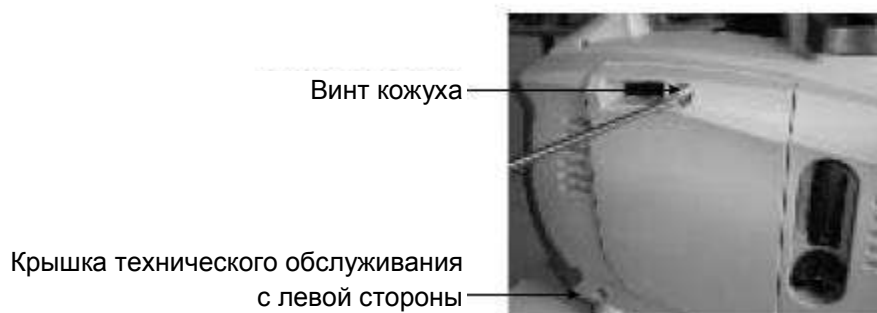 Винт кожуха
Крышка технического обслуживания
с левой стороны